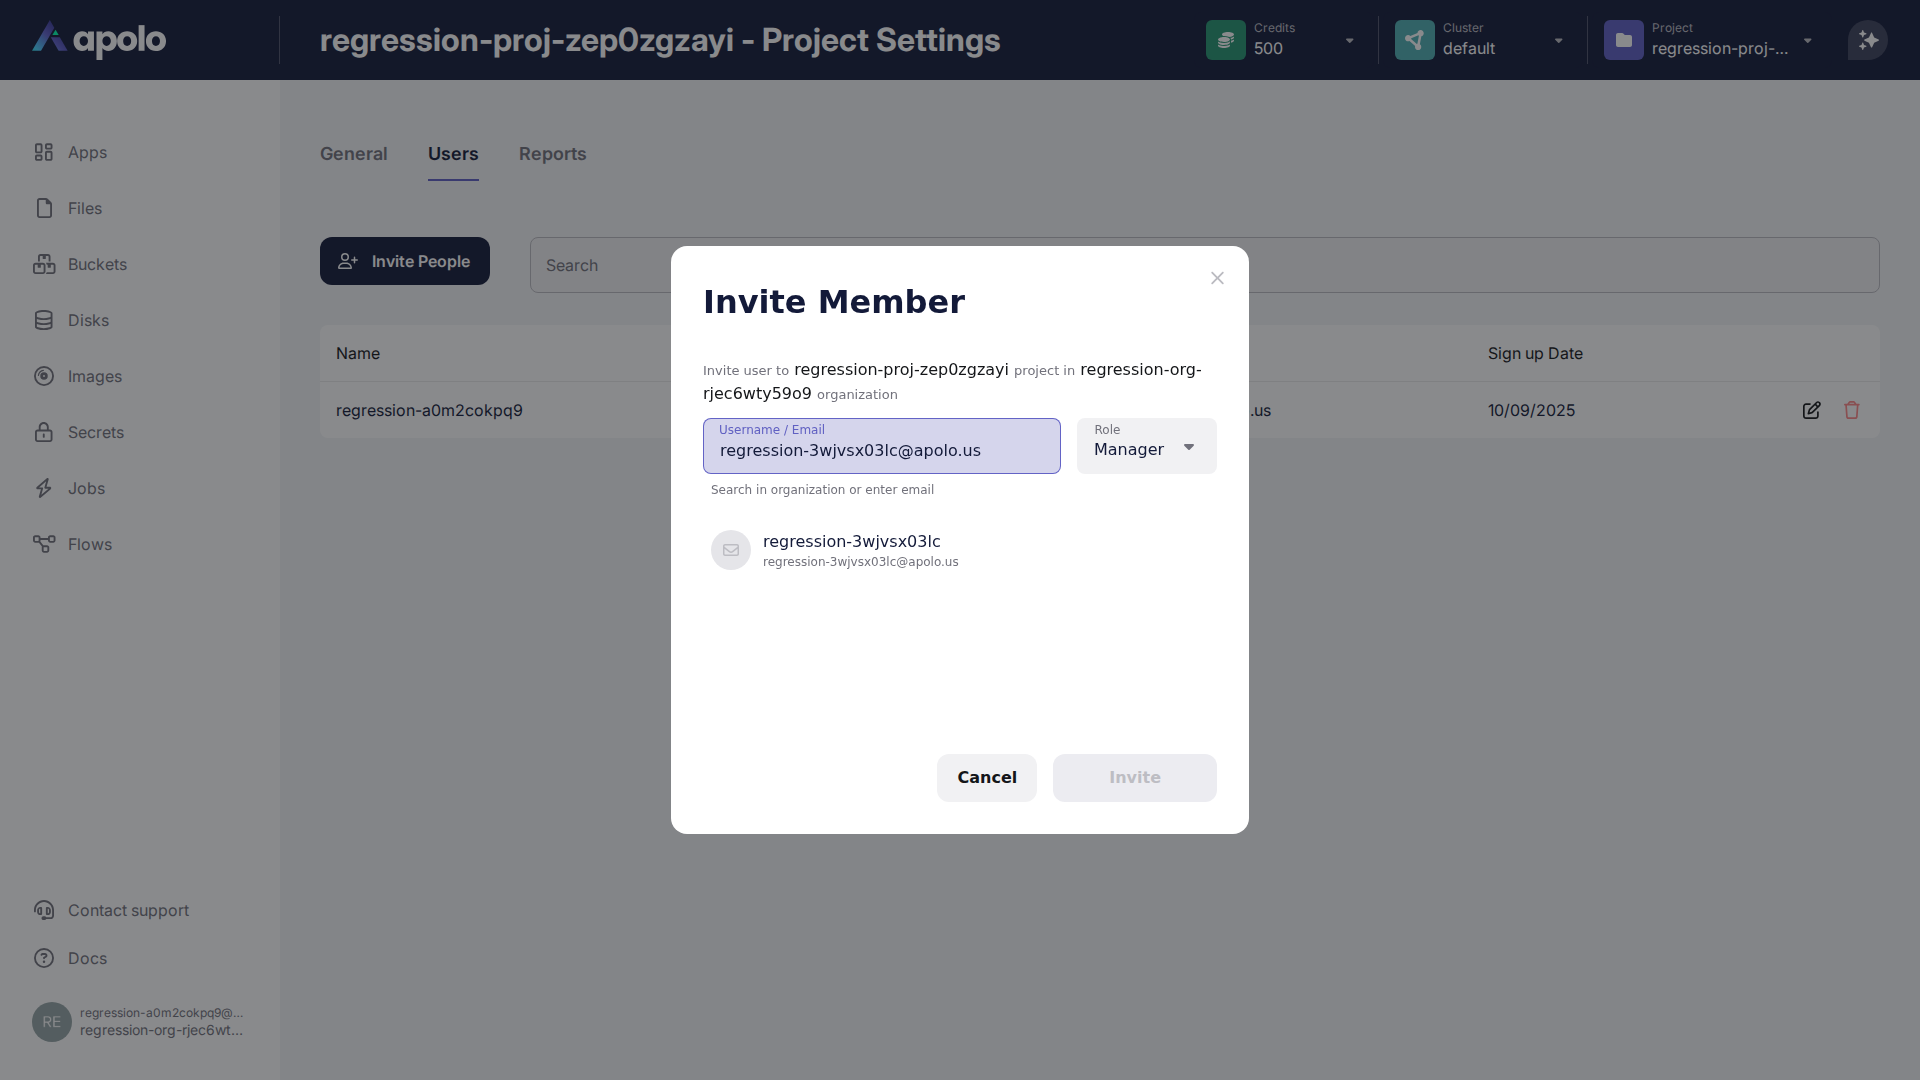 apolo
regression-proj-zep0zgzayi - Project Settings
Credits
500
Cluster
default
Project
regression-proj-...
Apps
Files
Buckets
Disks
Images
Secrets
Jobs
Flows
Contact support
Docs
RE
regression-a0m2cokpq9@...
regression-org-rjec6wt...
General
Users
Reports
Invite People
Search
Name
Sign up Date
regression-a0m2cokpq9
.us
10/09/2025
Invite Member
Invite user to regression-proj-zep0zgzayi project in regression-org-
rjec6wty59o9 organization
Username / Email
regression-3wjvsx03lc@apolo.us
Role
Manager
Search in organization or enter email
regression-3wjvsx03lc
regression-3wjvsx03lc@apolo.us
Cancel
Invite